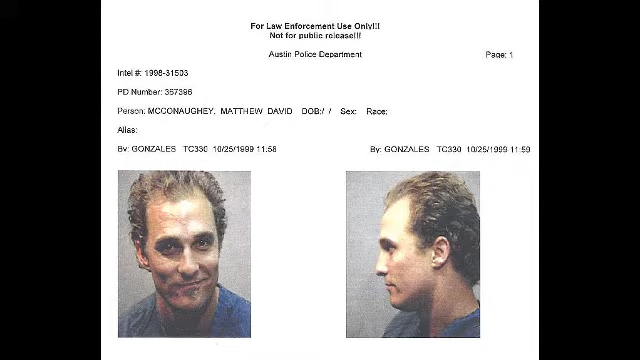 For Law Enforcement Use Only!!!
Not for public release!!!
Austin Police Department Page: 1
Intel #: 1998-31503
PD Number: 367396
Person: MCCONAUGHEY, MATTHEW DAVID DOB:/ / Sex: Race:
Alias:
By: GONZALES TC330 10/25/1999 11:58 By: GONZALES TC330 10/25/1999 11:59